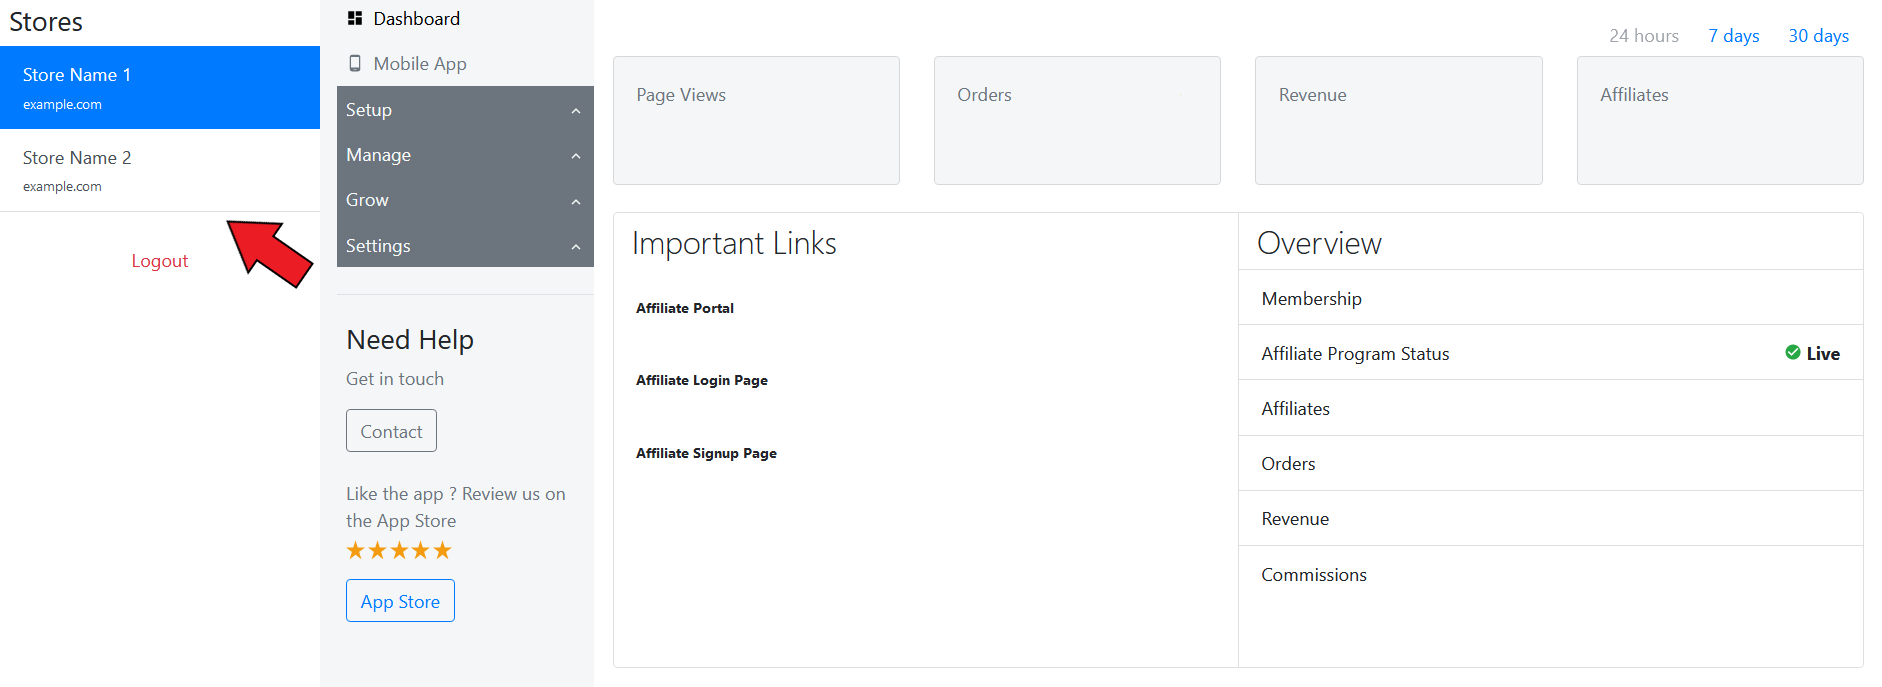 Stores
Store Name 1
example.com
Store Name 2
example.com
Logout
Dashboard
Mobile App
Setup
Manage
Grow
Settings
Need Help
Get in touch
Contact
Like the app ? Review us on
the App Store
App Store
24 hours 7 days 30 days
Page Views
Orders
Revenue
Affiliates
Important Links
Affiliate Portal
Affiliate Login Page
Affiliate Signup Page
Overview
Membership
Affiliate Program Status Live
Affiliates
Orders
Revenue
Commissions